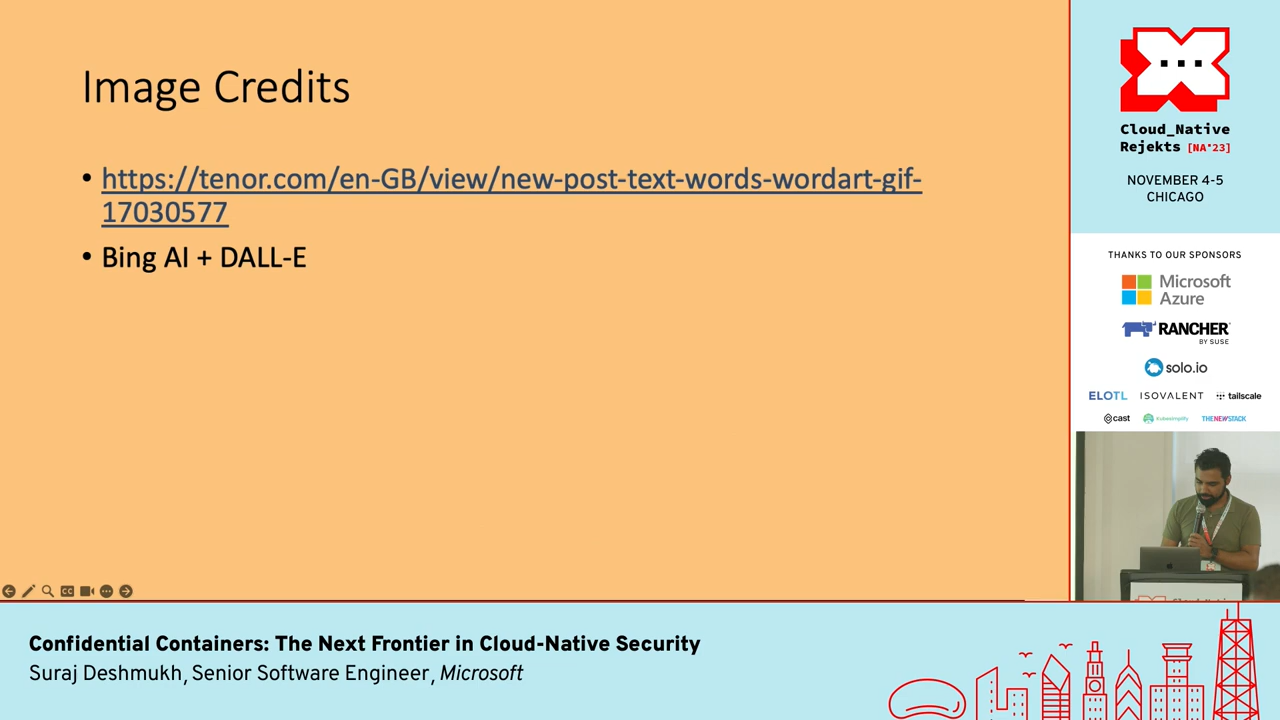 Image Credits
• https://tenor.com/en-GB/view/new-post-text-words-wordart-gif-
17030577
• Bing AI + DALL-E
Cloud_Native
Rejekts [NA'23]
NOVEMBER 4-5
CHICAGO
THANKS TO OUR SPONSORS
Microsoft
Azure
RANCHER
BY SUSE
solo.io
ELOTL ISOVALENT tailscale
cast kubesimplify THENEWSTACK
CC
Confidential Containers: The Next Frontier in Cloud-Native Security
Suraj Deshmukh, Senior Software Engineer, Microsoft